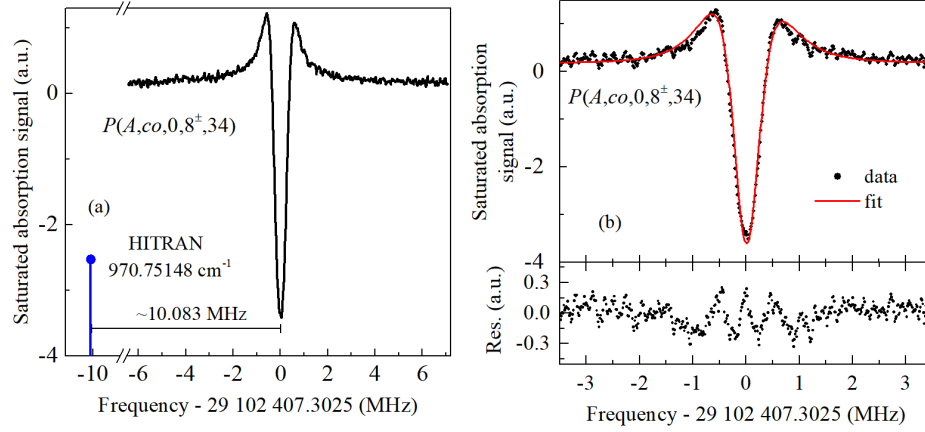 Saturated absorption signal (a.u.)
0
-2
-4
P(A,co,0,8±,34)
(a)
HITRAN
970.75148 cm-1
~10.083 MHz
-10 -6 -4 -2 0 2 4 6
Frequency - 29 102 407.3025 (MHz)
Saturated absorption
signal (a.u.)
0
-2
-4
P(A,co,0,8±,34)
data
fit
(b)
Res. (a.u.)
0.3
0.0
-0.3
-3 -2 -1 0 1 2 3
Frequency - 29 102 407.3025 (MHz)